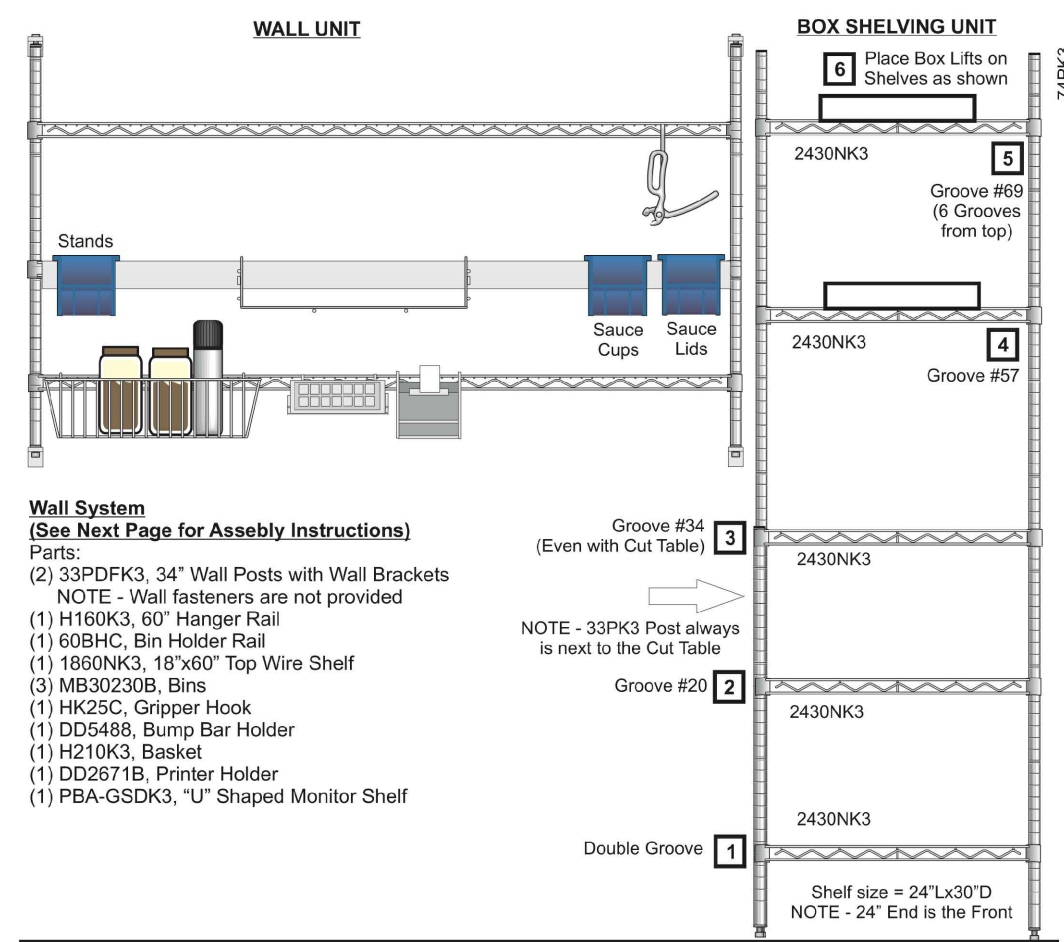 WALL UNIT
Stands
Sauce
Cups
Sauce
Lids
Wall System
(See Next Page for Assebly Instructions)
Parts:
(2) 33PDFK3, 34” Wall Posts with Wall Brackets
NOTE - Wall fasteners are not provided
(1) H160K3, 60” Hanger Rail
(1) 60BHC, Bin Holder Rail
(1) 1860NK3, 18”x60” Top Wire Shelf
(3) MB30230B, Bins
(1) HK25C, Gripper Hook
(1) DD5488, Bump Bar Holder
(1) H210K3, Basket
(1) DD2671B, Printer Holder
(1) PBA-GSDK3, “U” Shaped Monitor Shelf
BOX SHELVING UNIT
6
Place Box Lifts on
Shelves as shown
2430NK3
5
Groove #69
(6 Grooves
from top)
2430NK3
4
Groove #57
Groove #34
(Even with Cut Table)
3
2430NK3
NOTE - 33PK3 Post always
is next to the Cut Table
Groove #20
2
2430NK3
2430NK3
Double Groove
1
Shelf size = 24”Lx30”D
NOTE - 24” End is the Front